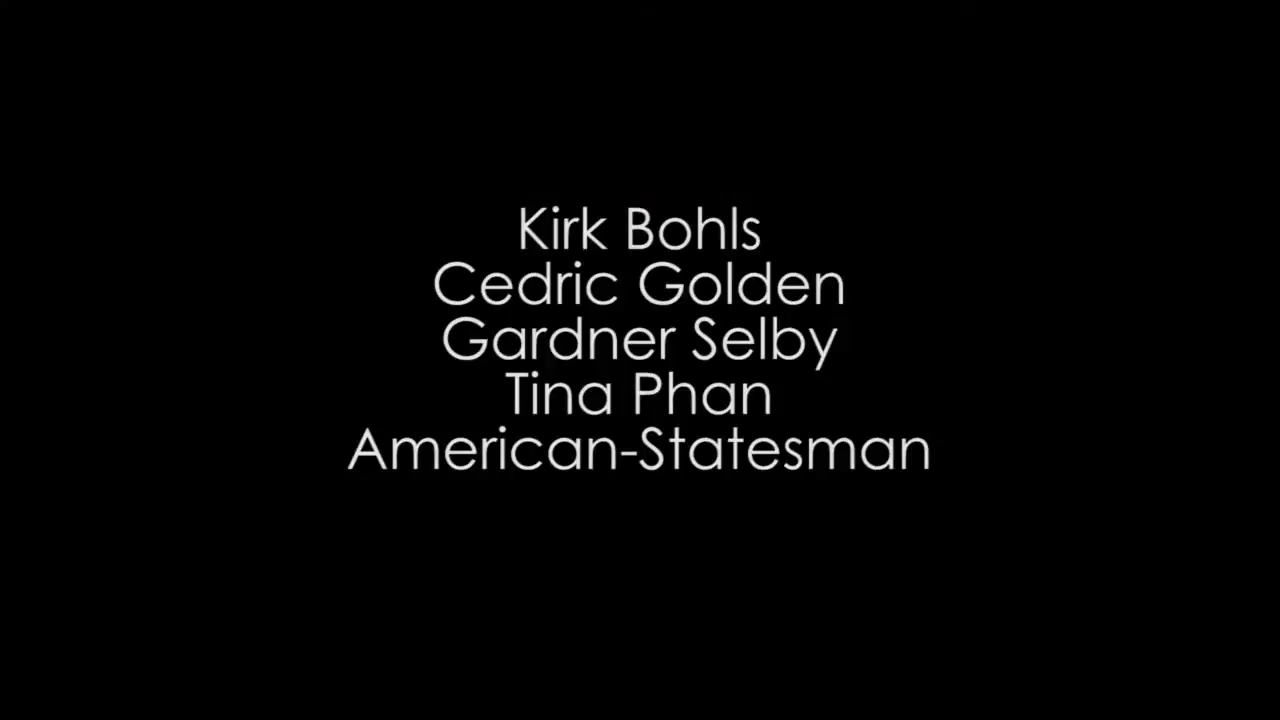 Kirk Bohls
Cedric Golden
Gardner Selby
Tina Phan
American-Statesman